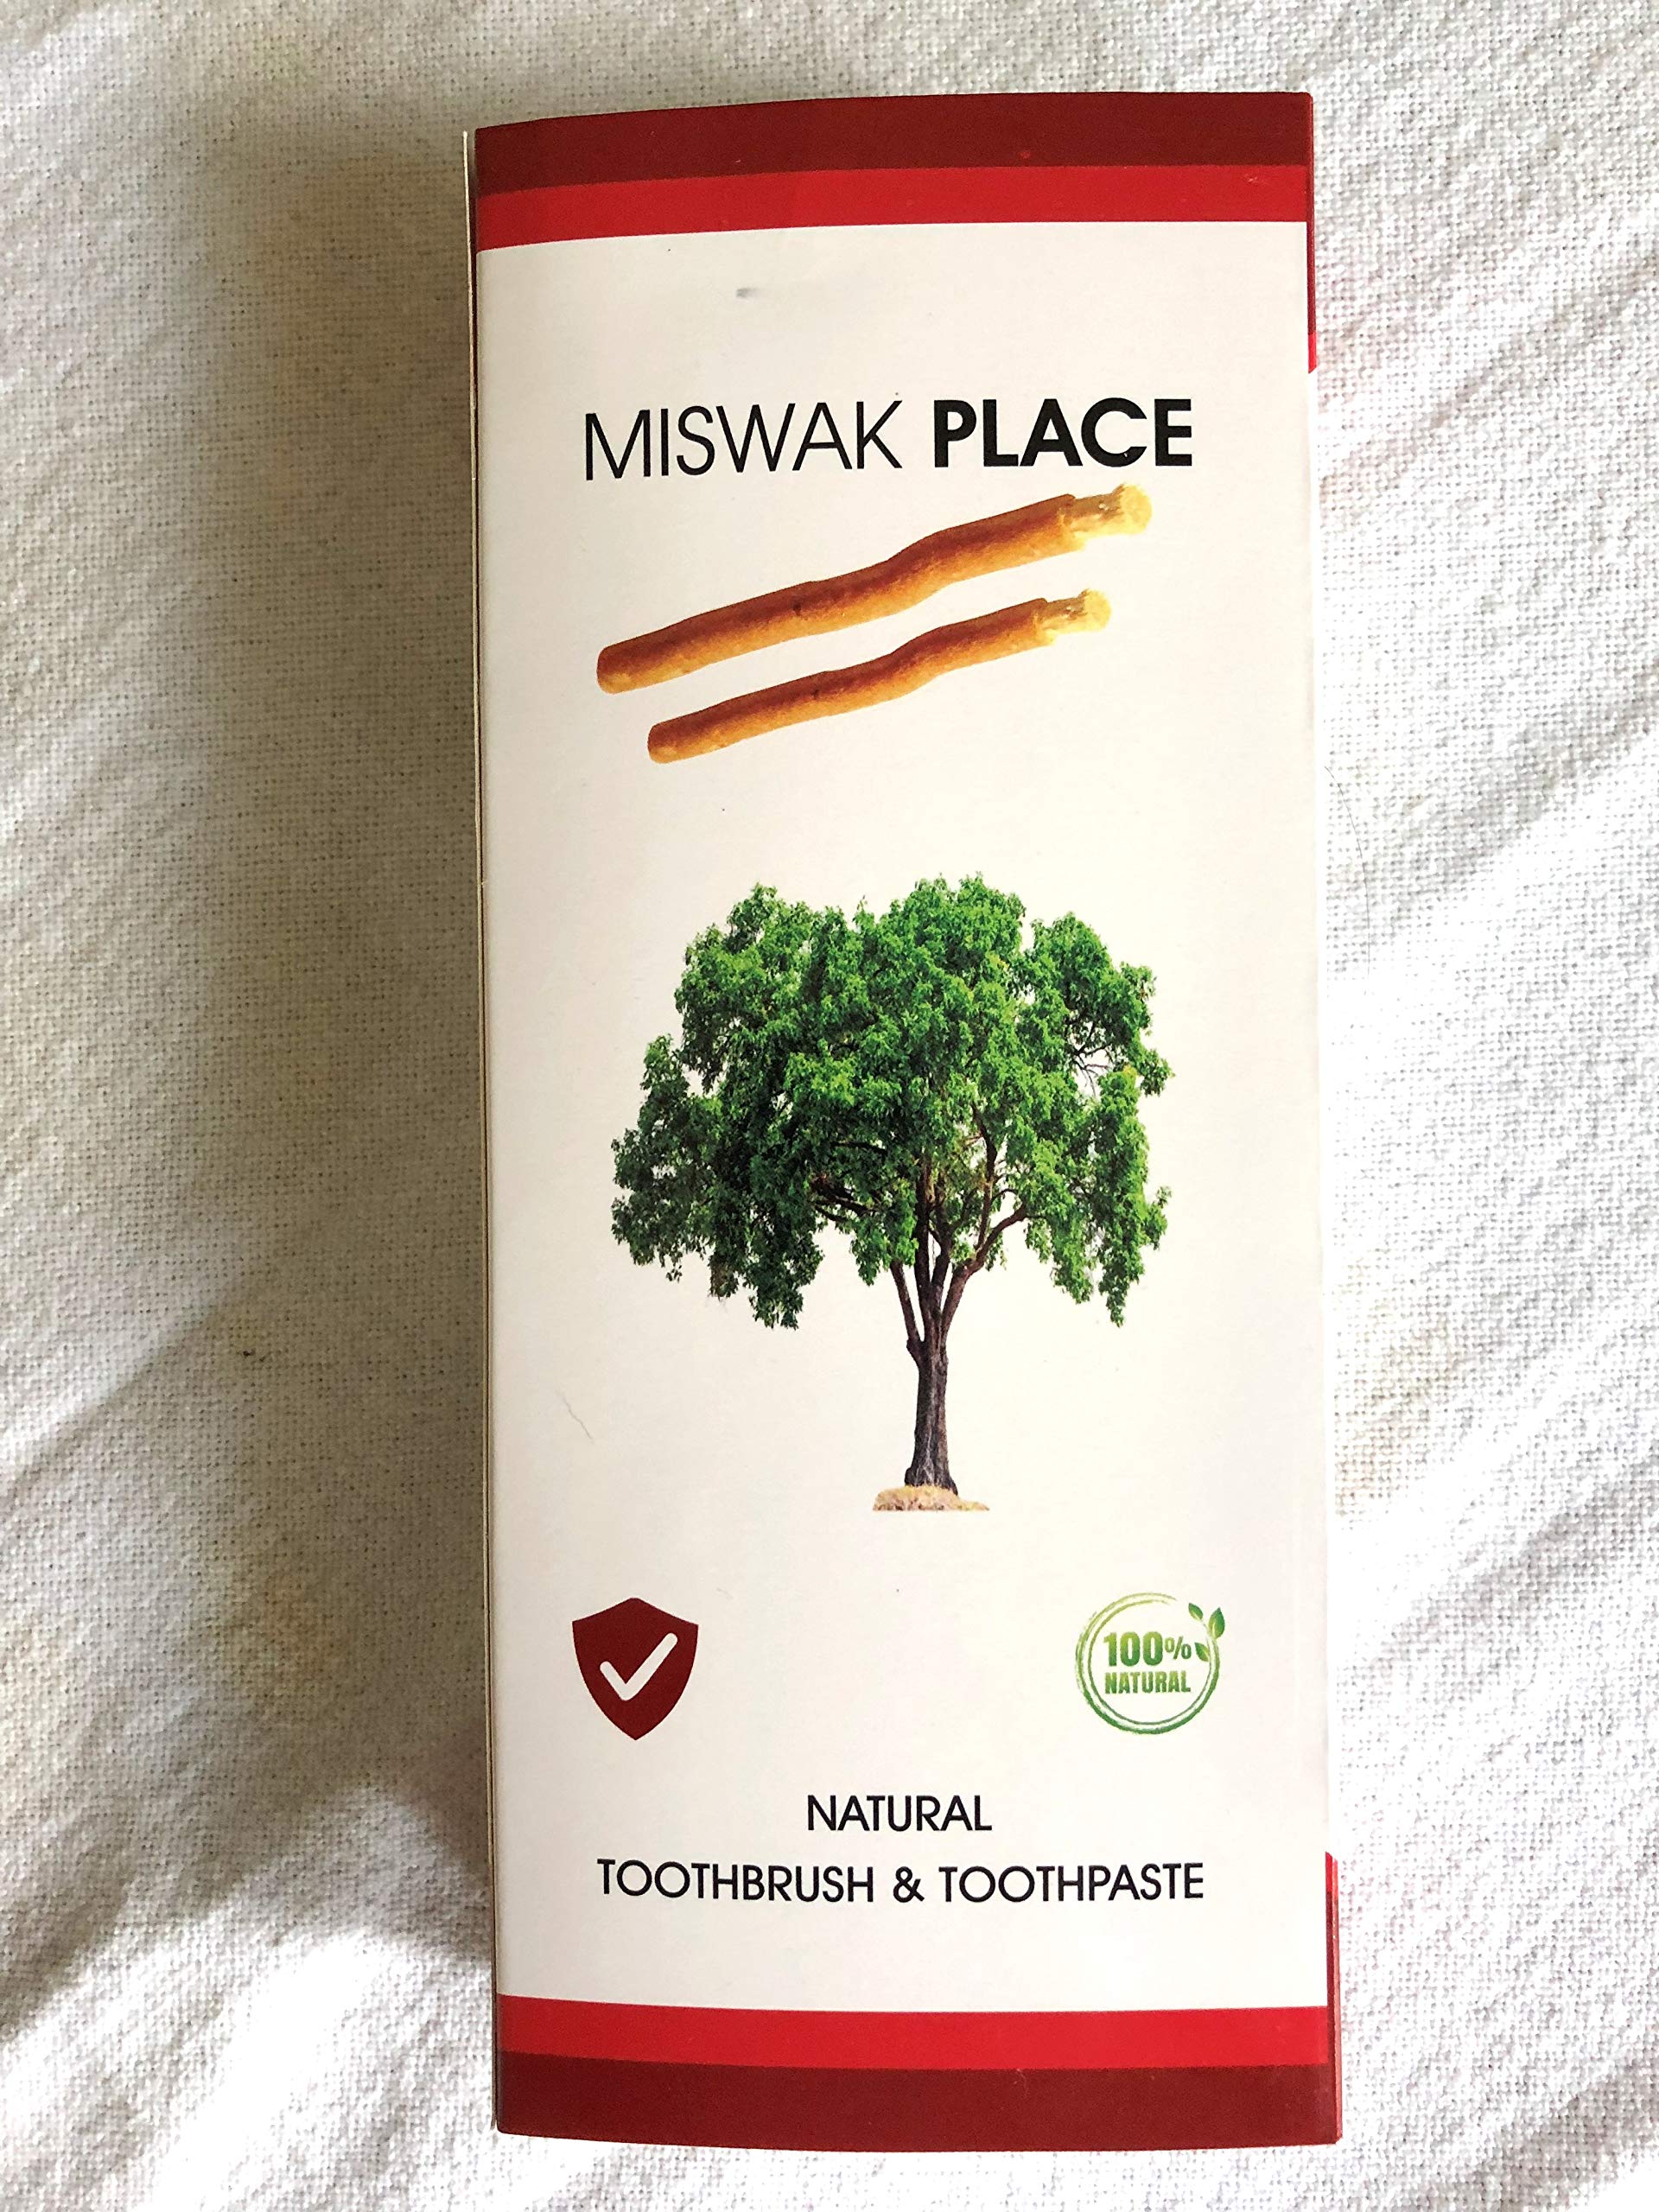 MISWAK PLACE
100%
NATURAL
NATURAL
TOOTHBRUSH & TOOTHPASTE